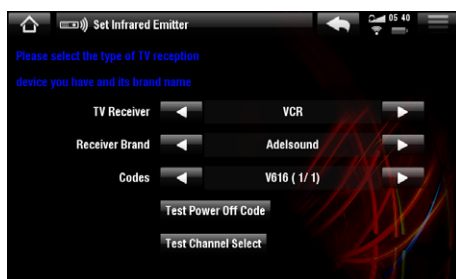 Set Infrared Emitter
05 40
Please select the type of TV reception
device you have and its brand name
TV Receiver VCR
Receiver Brand Adelsound
Codes V616 ( 1/ 1)
Test Power Off Code
Test Channel Select